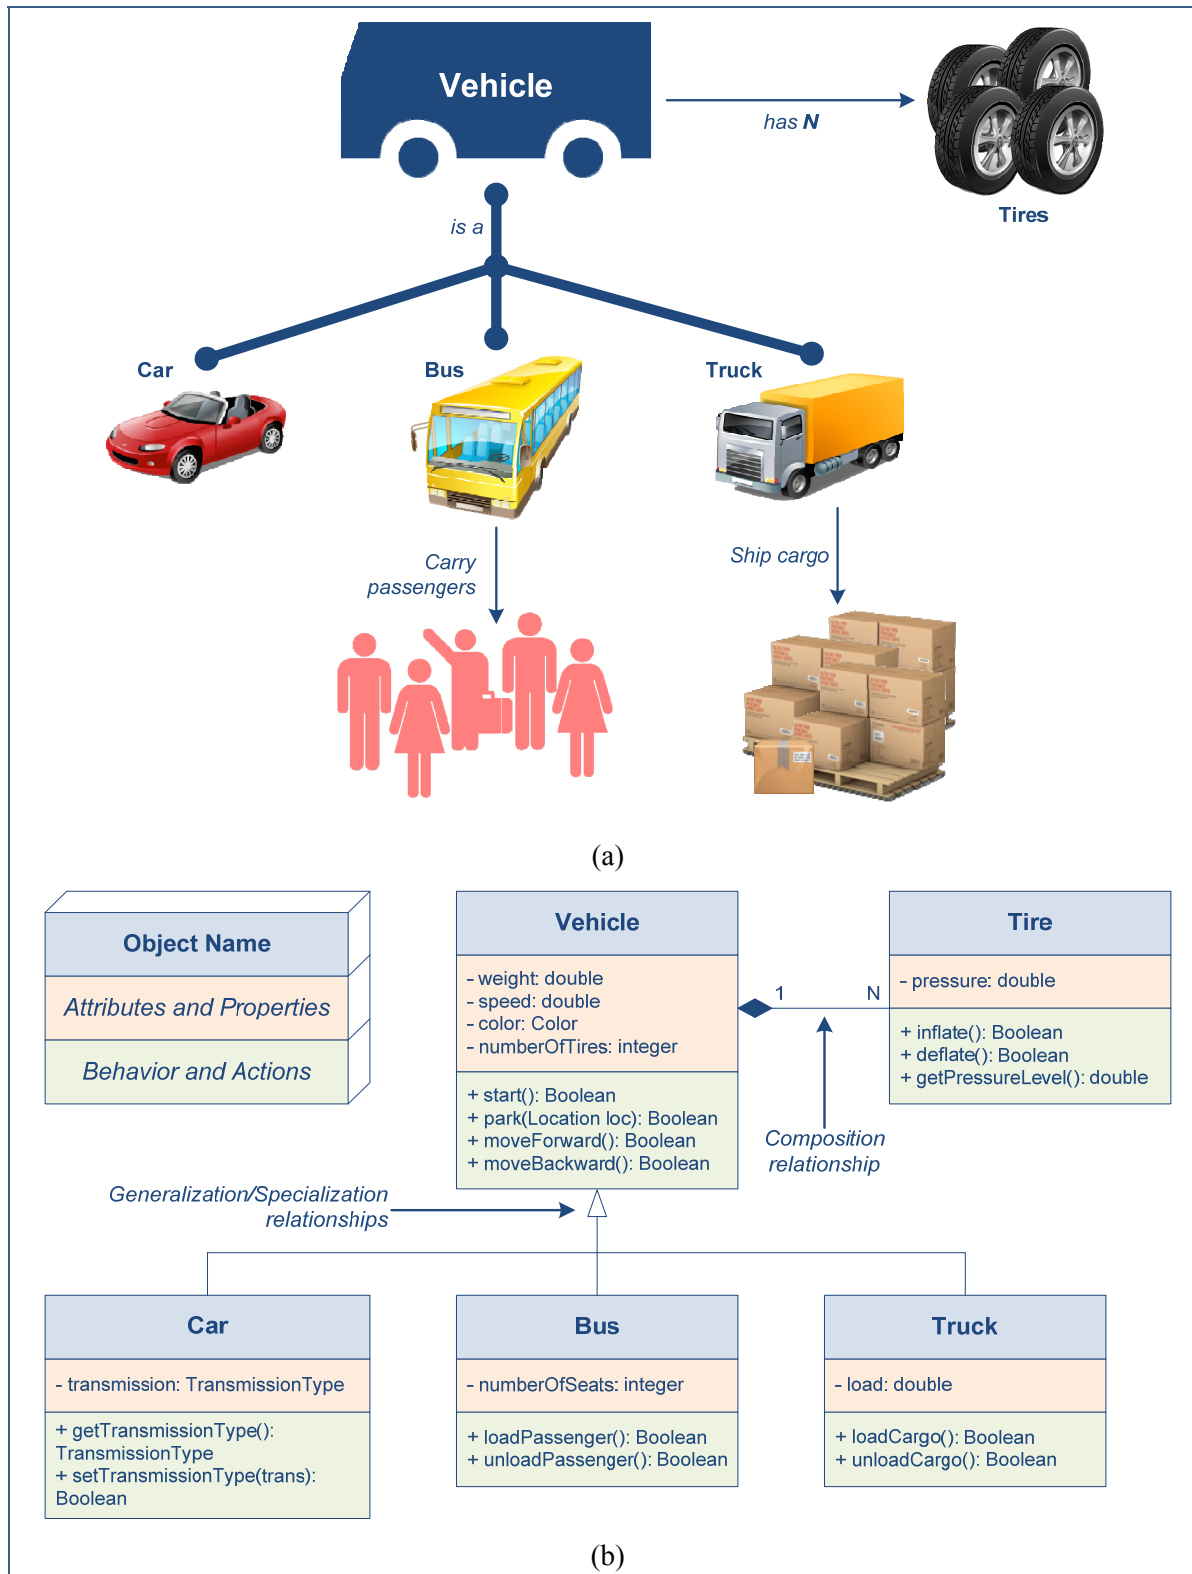 Vehicle
has N
Tires
is a
Car
Bus
Truck
Carry
passengers
Ship cargo
(a)
Object Name
Attributes and Properties
Behavior and Actions
Vehicle
- weight: double
- speed: double
- color: Color
- numberOfTires: integer
+ start(): Boolean
+ park(Location loc): Boolean
+ moveForward(): Boolean
+ moveBackward(): Boolean
1
N
Tire
- pressure: double
+ inflate(): Boolean
+ deflate(): Boolean
+ getPressureLevel(): double
Composition
relationship
Generalization/Specialization
relationships
Car
- transmission: TransmissionType
+ getTransmissionType():
TransmissionType
+ setTransmissionType(trans):
Boolean
Bus
- numberOfSeats: integer
+ loadPassenger(): Boolean
+ unloadPassenger(): Boolean
Truck
- load: double
+ loadCargo(): Boolean
+ unloadCargo(): Boolean
(b)